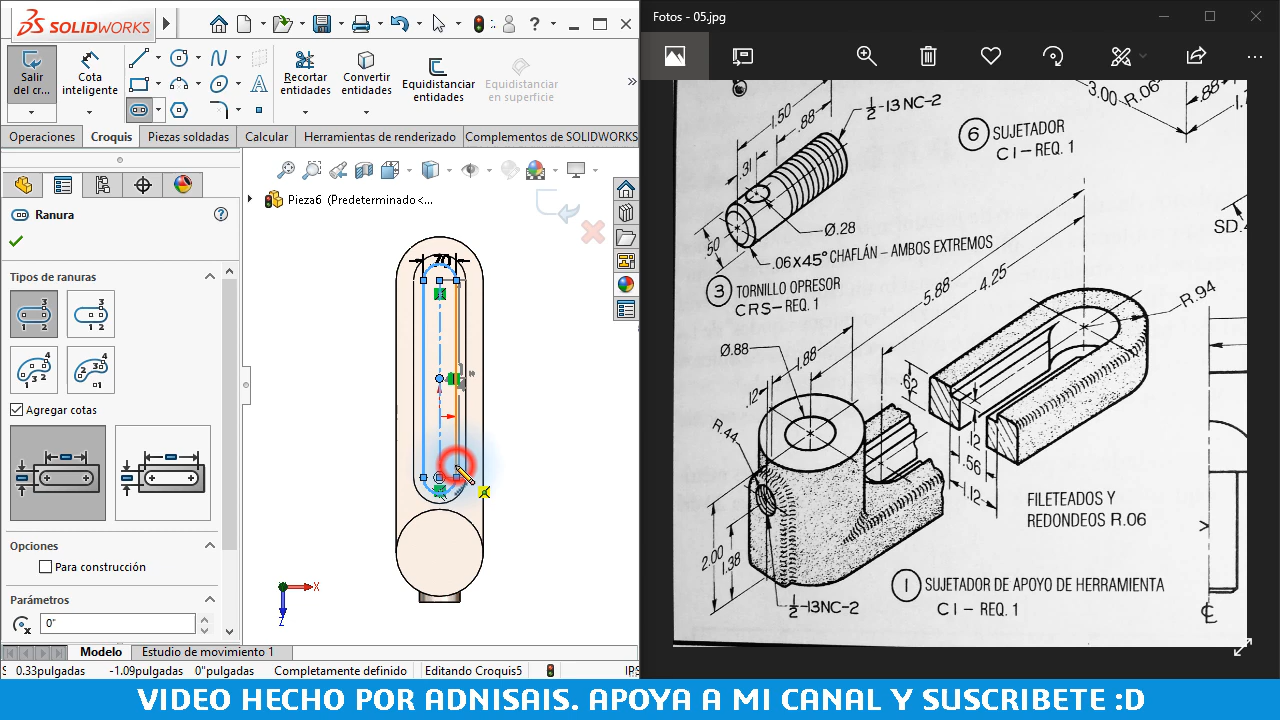 SOLIDWORKS
Salir
del cr...
Cota
inteligente
Recortar
entidades
Convertir
entidades
Equidistanciar
entidades
Equidistanciar
en superficie
Operaciones
Croquis
Piezas soldadas
Calcular
Herramientas de renderizado
Complementos de SOLIDWORKS
Ranura
Tipos de ranuras
Agregar cotas
Opciones
Para construcción
Parámetros
0"
Pieza6 (Predeterminado <...
X
Z
Modelo
Estudio de movimiento 1
0.33pulgadas
-1.09pulgadas
0"pulgadas
Completamente definido
Editando Croquis5
IPS
Fotos - 05.jpg
1.50
.88
½-13 NC-2
.31
.50
Ø.28
.06X45° CHAFLÁN - AMBOS EXTREMOS
3 TORNILLO OPRESOR
CRS-REQ. 1
6 SUJETADOR
CI-REQ. 1
3.00
R.06
.88
SD.
5.88
4.25
R.94
Ø.88
1.88
.12
.62
R.44
.12
.56
1.12
2.00
1.38
½-13NC-2
FILETEADOS Y
REDONDEOS R.06
1 SUJETADOR DE APOYO DE HERRAMIENTA
CI - REQ. 1
VIDEO HECHO POR ADNISAIS. APOYA A MI CANAL Y SUSCRIBETE :D